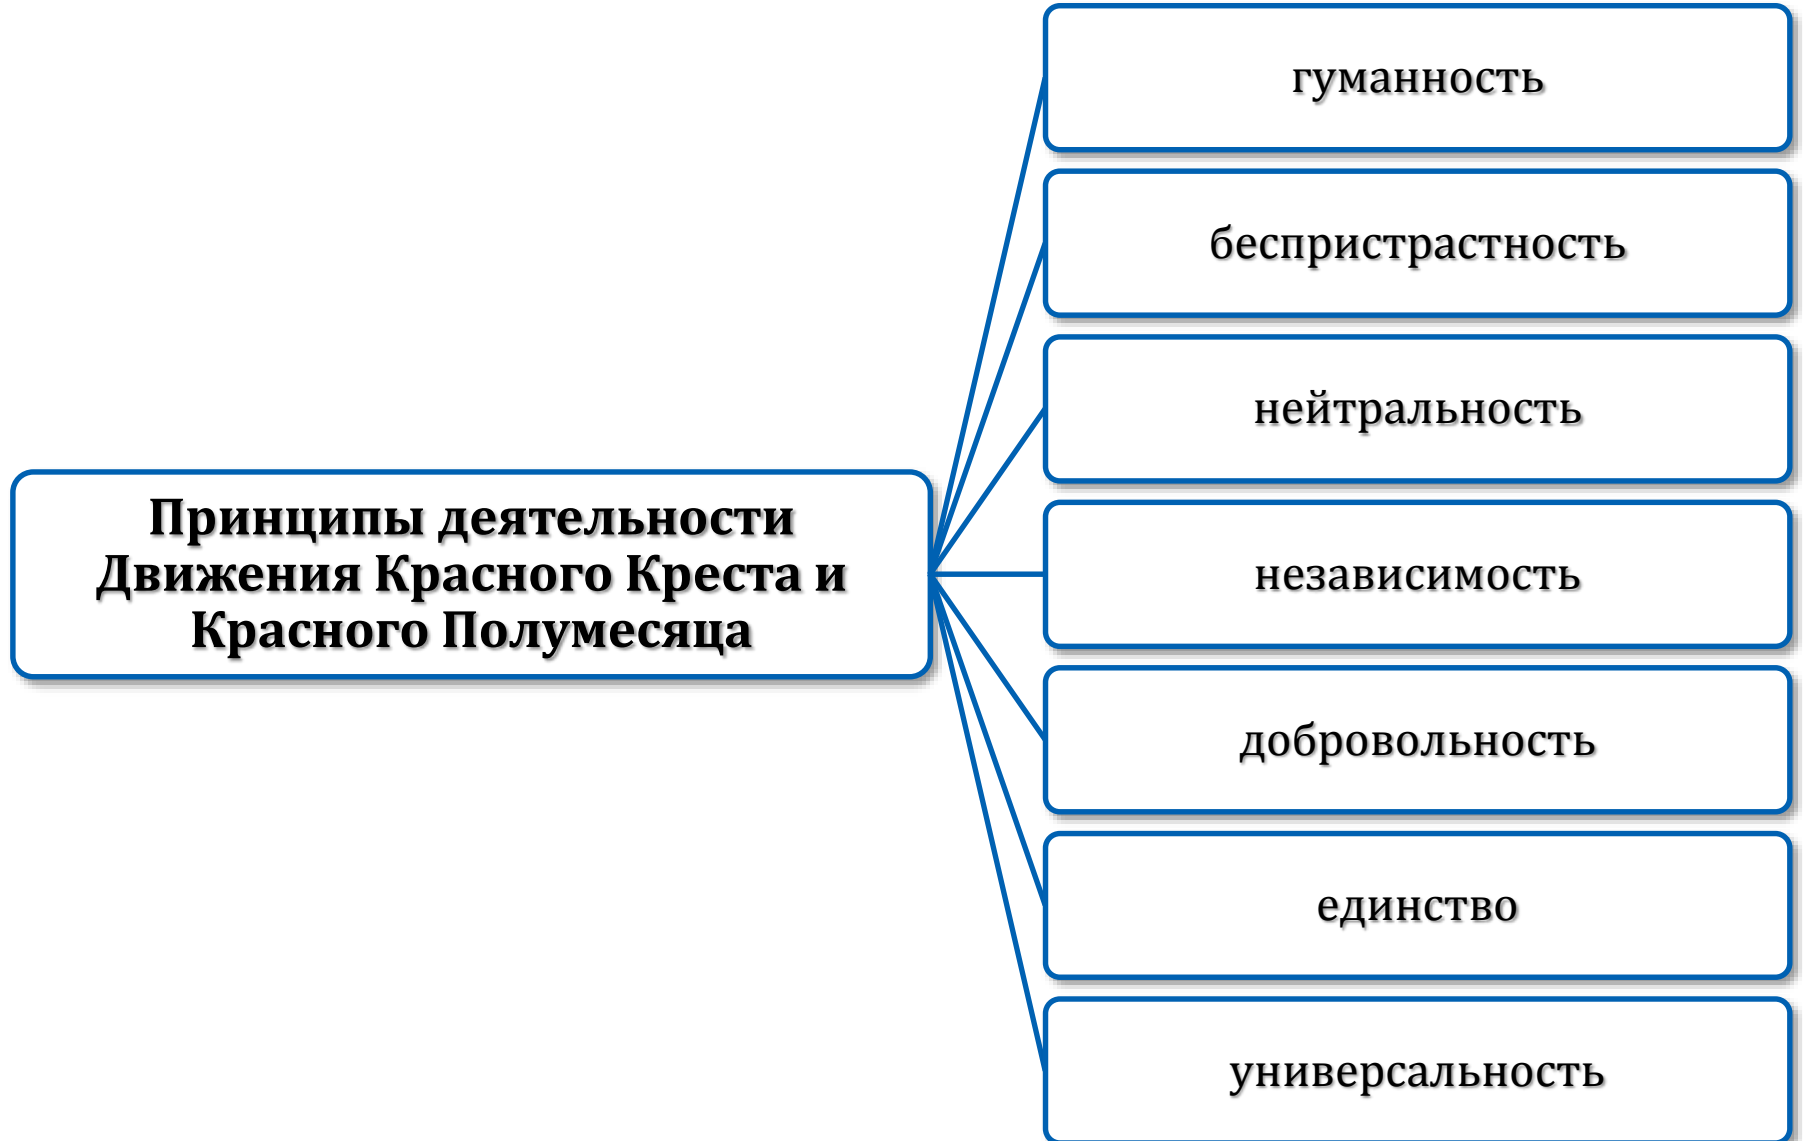 Принципы деятельности
Движения Красного Креста и
Красного Полумесяца
гуманность
беспристрастность
нейтральность
независимость
добровольность
единство
универсальность